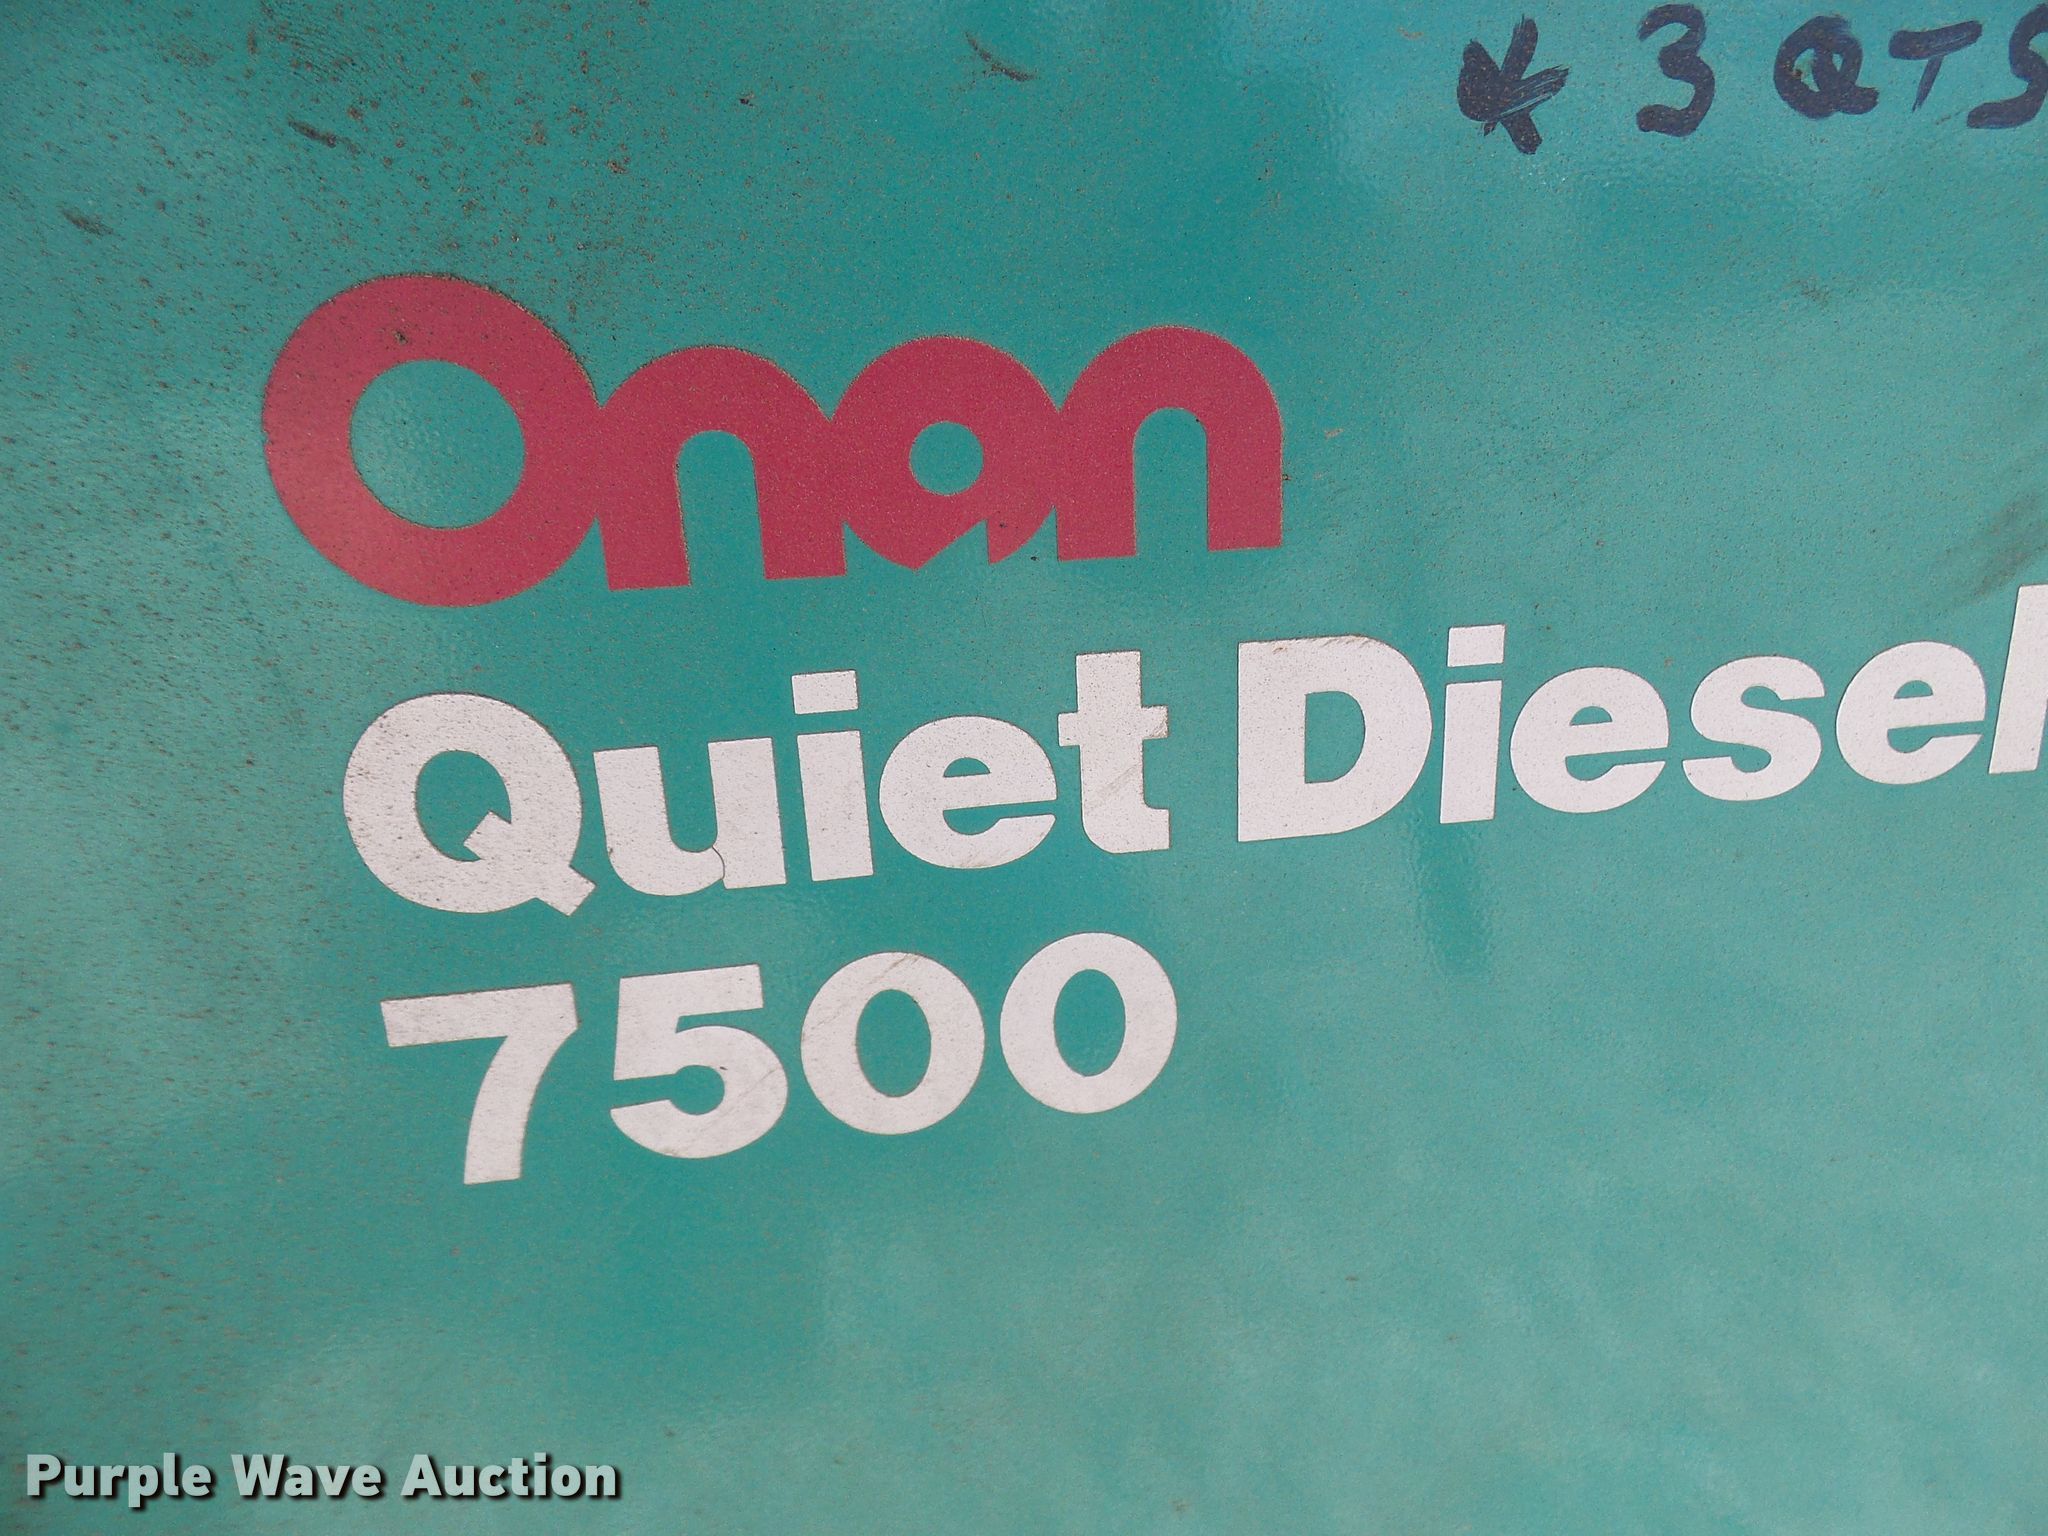 3 QTS
Onan
Quiet Diesel
7500
Purple Wave Auction